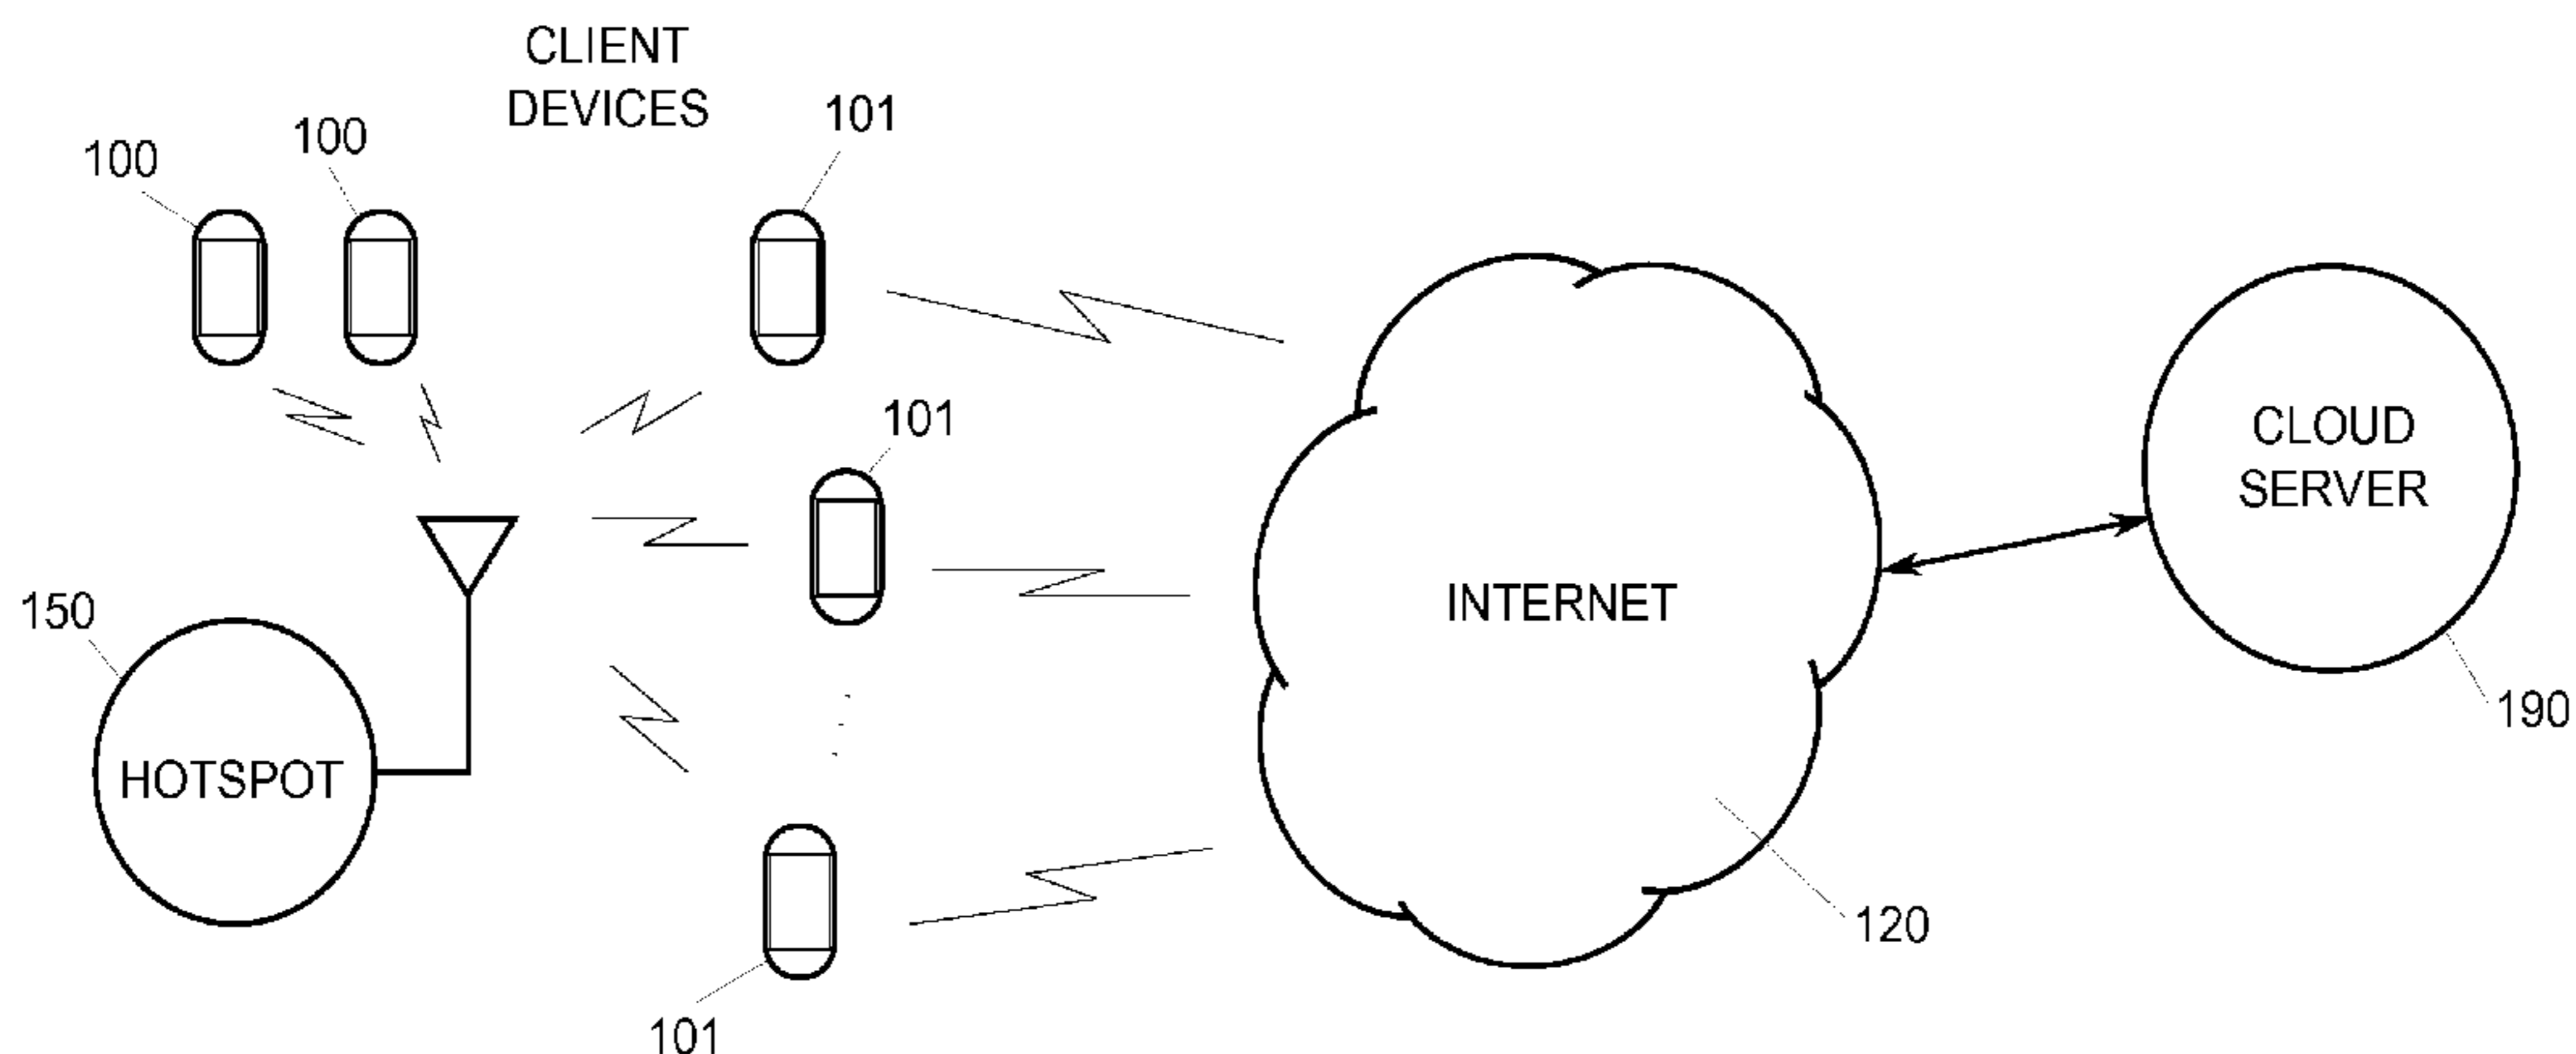 CLIENT
DEVICES
100
100
101
101
150
HOTSPOT
101
INTERNET
120
CLOUD
SERVER
190